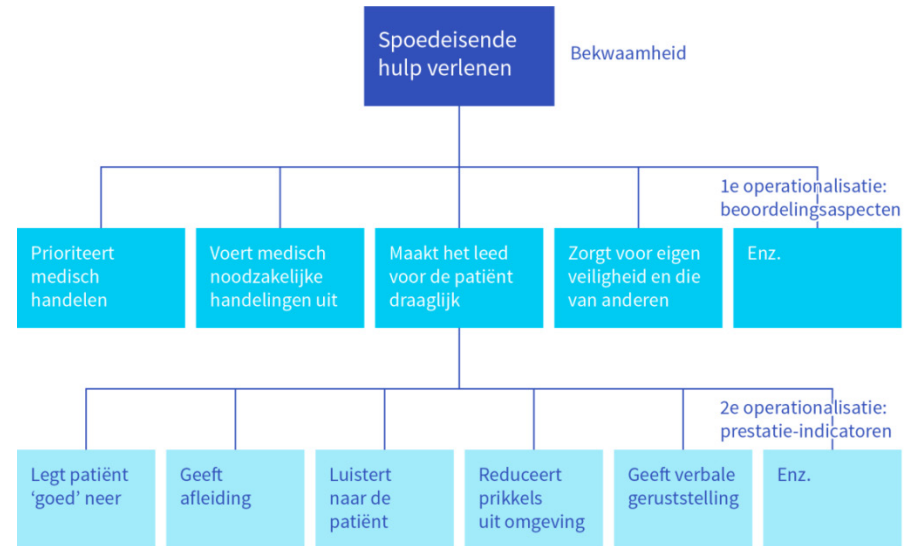 Spoedeisende
hulp verlenen
Bekwaamheid
1e operationalisatie:
beoordelingsaspecten
Prioriteert
medisch
handelen
Voert medisch
noodzakelijke
handelingen uit
Maakt het leed
voor de patiënt
draaglijk
Zorgt voor eigen
veiligheid en die
van anderen
Enz.
2e operationalisatie:
prestatie-indicatoren
Legt patiënt
‘goed’ neer
Geeft
afleiding
Luistert
naar de
patiënt
Reduceert
prikkels
uit omgeving
Geeft verbale
geruststelling
Enz.